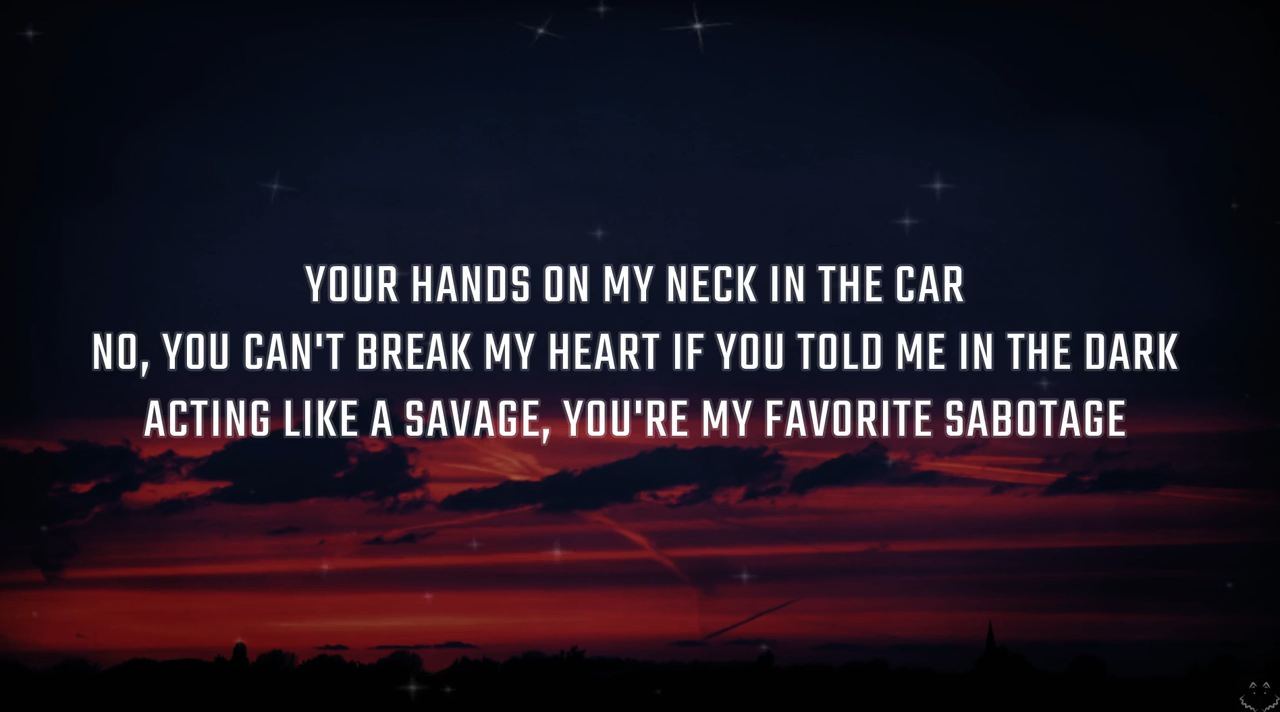 YOUR HANDS ON MY NECK IN THE CAR
NO, YOU CAN'T BREAK MY HEART IF YOU TOLD ME IN THE DARK
ACTING LIKE A SAVAGE, YOU'RE MY FAVORITE SABOTAGE